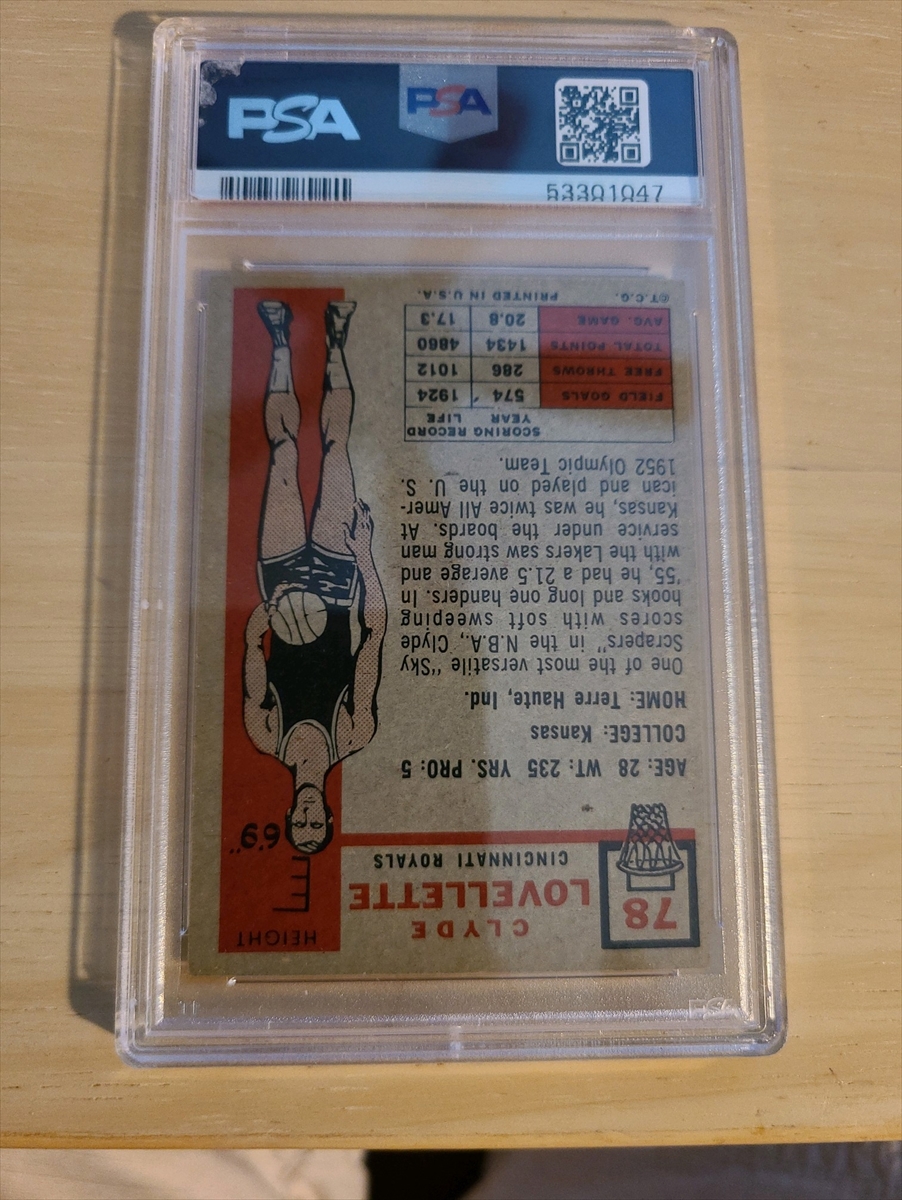 PSA
PSA
53301047
78
CLYDE
LOVELLETTE
CINCINNATI ROYALS
HEIGHT
6'9"
AGE: 28 WT: 235 YRS. PRO: 5
COLLEGE: Kansas
HOME: Terre Haute, Ind.
One of the most versatile "Sky
Scrapers" in the N.B.A., Clyde
scores with soft sweeping
hooks and long one handers. In
'55, he had a 21.5 average and
with the Lakers saw strong man
service under the boards. At
Kansas, he was twice All Amer-
ican and played on the U. S.
1952 Olympic Team.
SCORING RECORD YEAR LIFE
FIELD GOALS 574 1924
FREE THROWS 286 1012
TOTAL POINTS 1434 4860
AVG. GAME 20.8 17.3
©T.C.G. PRINTED IN U.S.A.
PSA